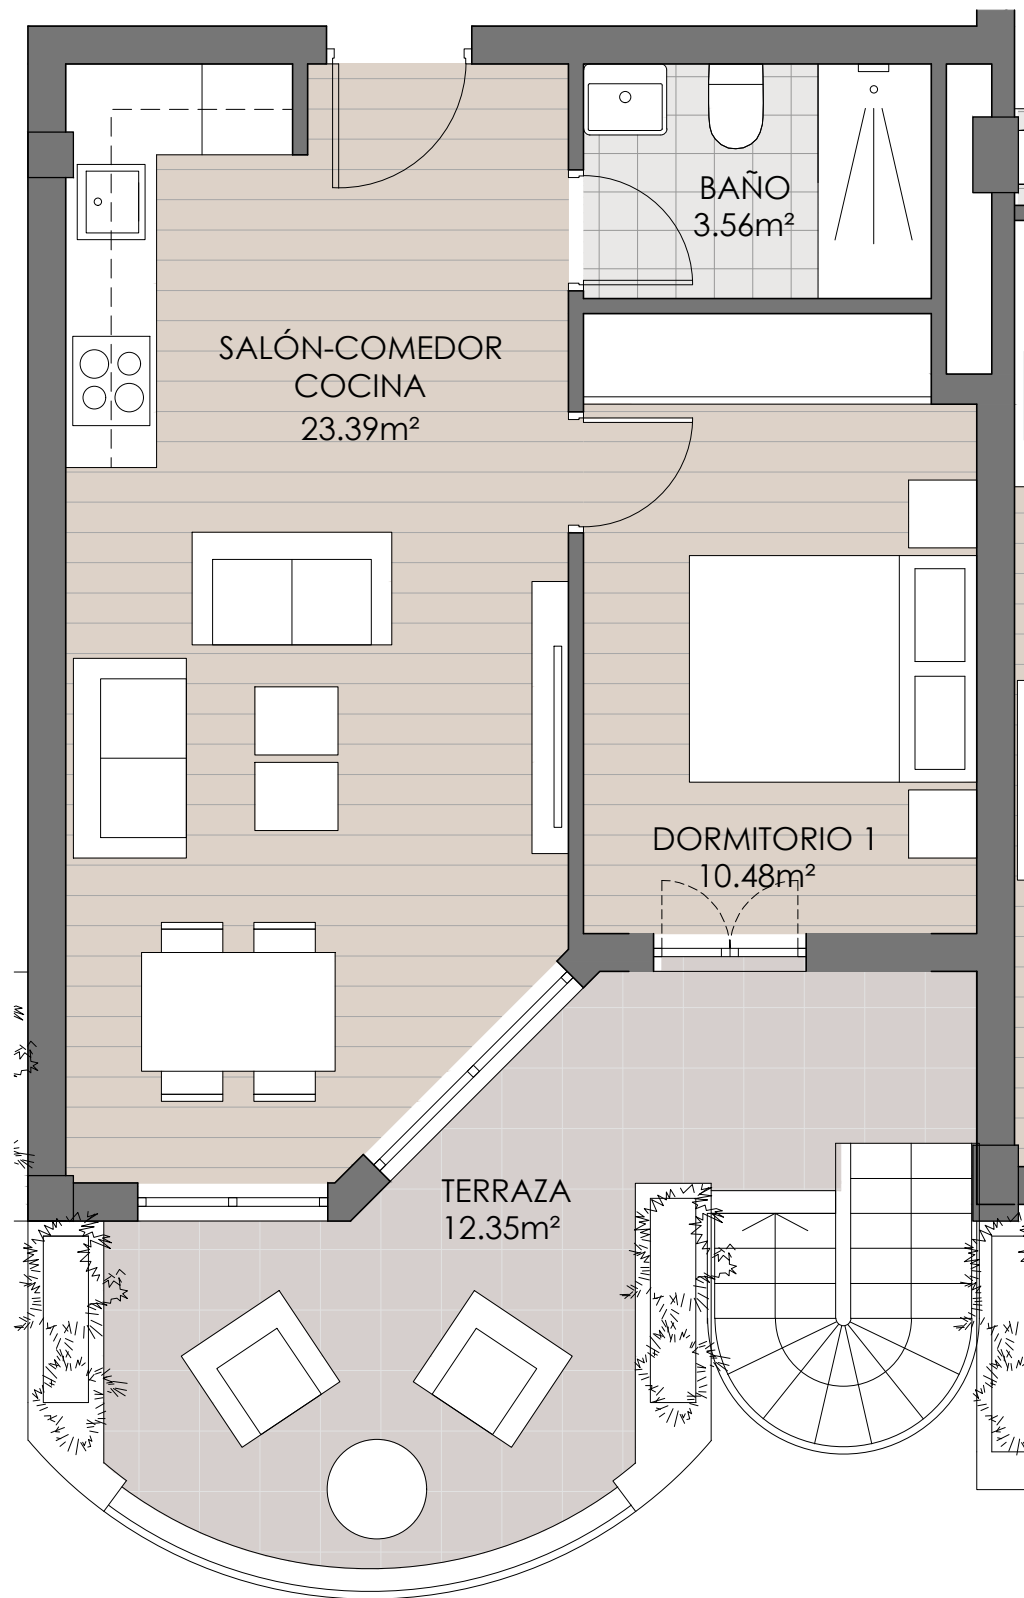 BAÑO
3.56m²
SALÓN-COMEDOR
COCINA
23.39m²
DORMITORIO 1
10.48m²
TERRAZA
12.35m²